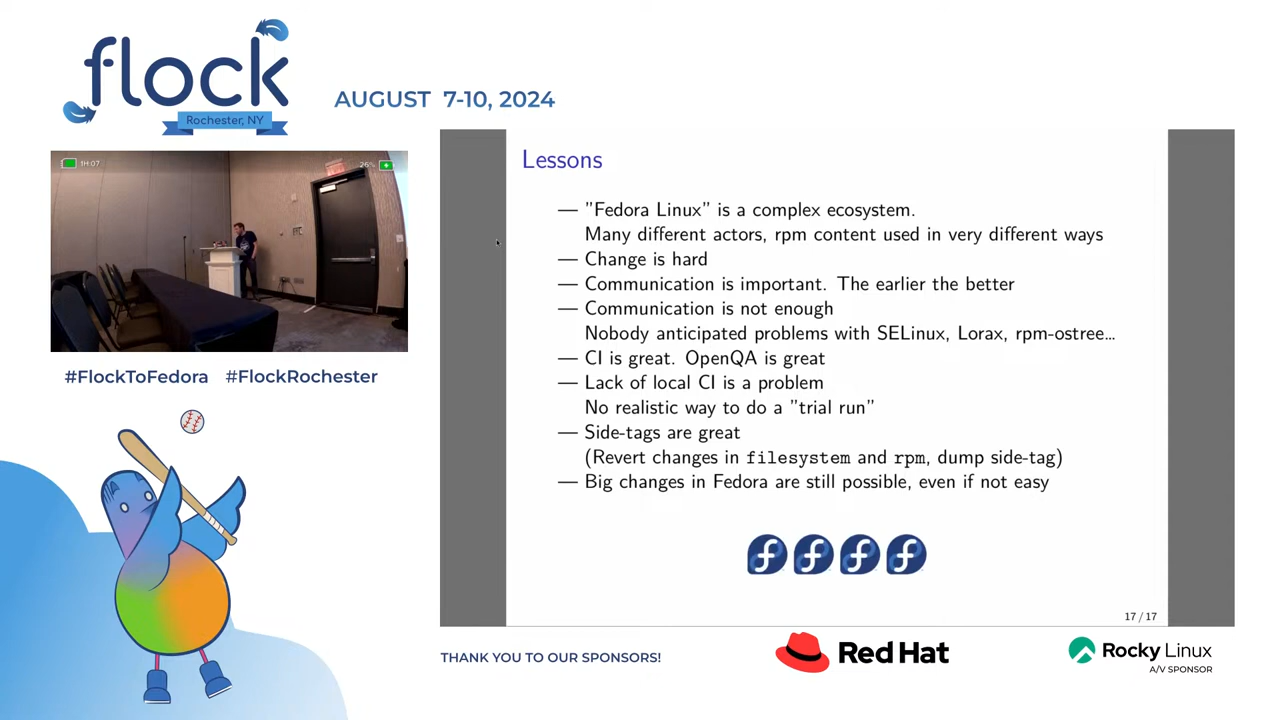 flock
Rochester, NY
AUGUST 7-10, 2024
1H:07
26%
#FlockToFedora #FlockRochester
Lessons
— ”Fedora Linux” is a complex ecosystem.
Many different actors, rpm content used in very different ways
— Change is hard
— Communication is important. The earlier the better
— Communication is not enough
Nobody anticipated problems with SELinux, Lorax, rpm-ostree…
— CI is great. OpenQA is great
— Lack of local CI is a problem
No realistic way to do a ”trial run”
— Side-tags are great
(Revert changes in filesystem and rpm, dump side-tag)
— Big changes in Fedora are still possible, even if not easy
17 / 17
THANK YOU TO OUR SPONSORS!
Red Hat
Rocky Linux
A/V SPONSOR